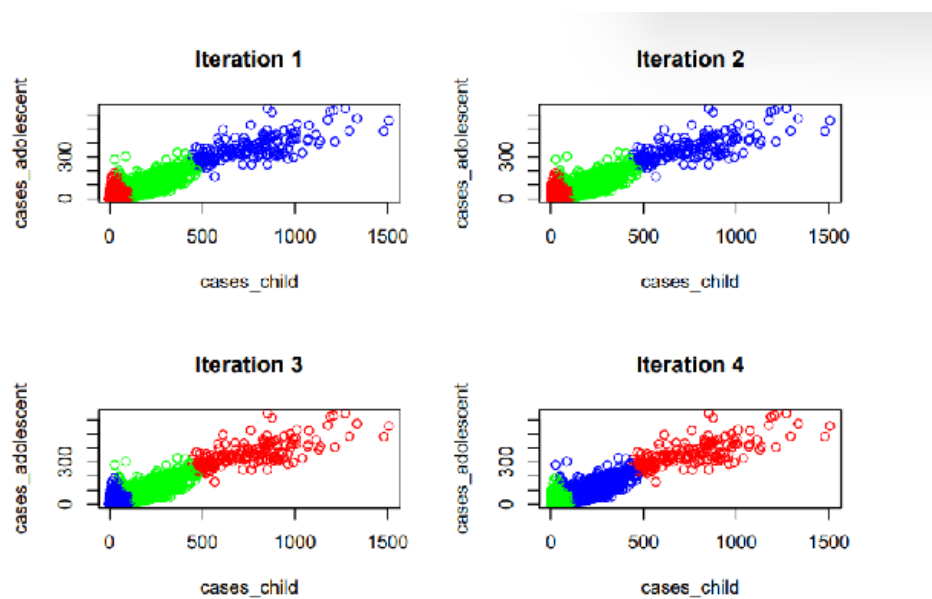 Iteration 1
cases_adolescent
300
0
0 500 1000 1500
cases_child
Iteration 2
cases_adolescent
300
0
0 500 1000 1500
cases_child
Iteration 3
cases_adolescent
300
0
0 500 1000 1500
cases_child
Iteration 4
cases_adolescent
300
0
0 500 1000 1500
cases_child